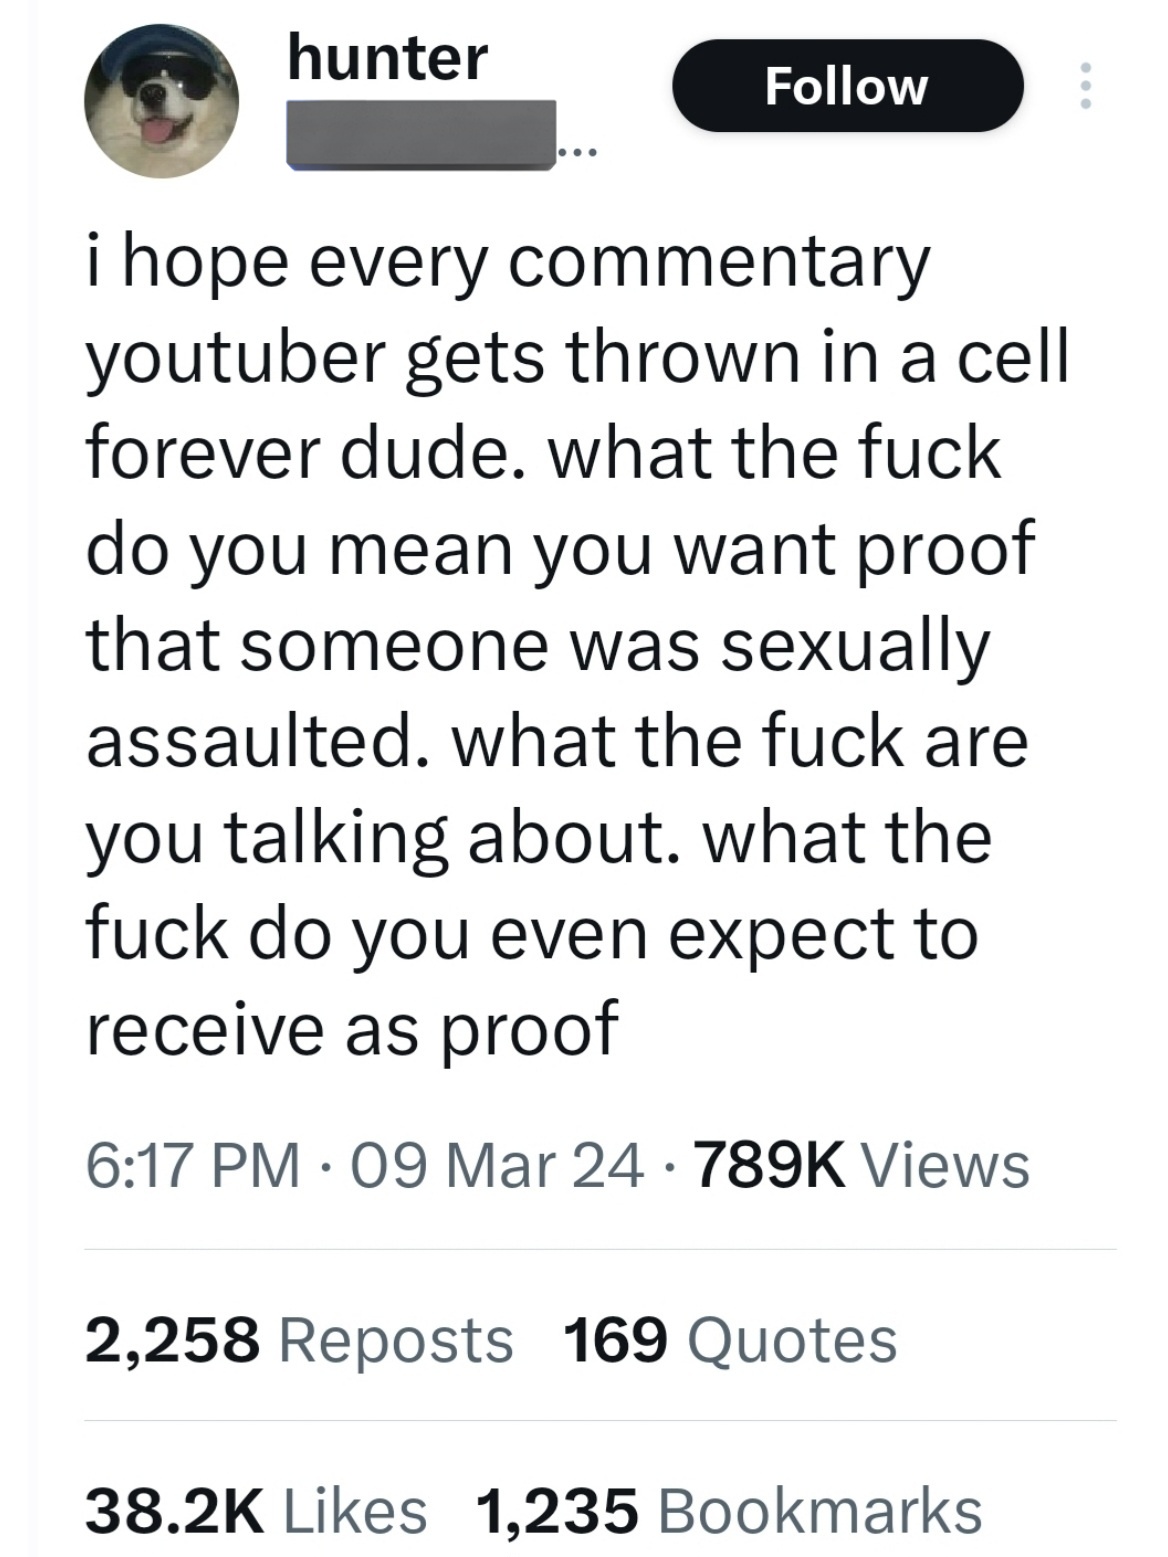 hunter
Follow
...
i hope every commentary
youtuber gets thrown in a cell
forever dude. what the fuck
do you mean you want proof
that someone was sexually
assaulted. what the fuck are
you talking about. what the
fuck do you even expect to
receive as proof
6:17 PM · 09 Mar 24 · 789K Views
2,258 Reposts 169 Quotes
38.2K Likes 1,235 Bookmarks